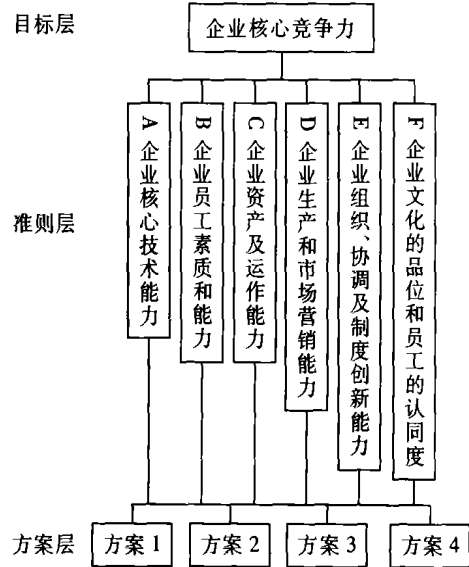 目标层
企业核心竞争力
准则层
A 企业核心技术能力
B 企业员工素质和能力
C 企业资产及运作能力
D 企业生产和市场营销能力
E 企业组织、协调及制度创新能力
F 企业文化的品位和员工的认同度
方案层
方案 1
方案 2
方案 3
方案 4